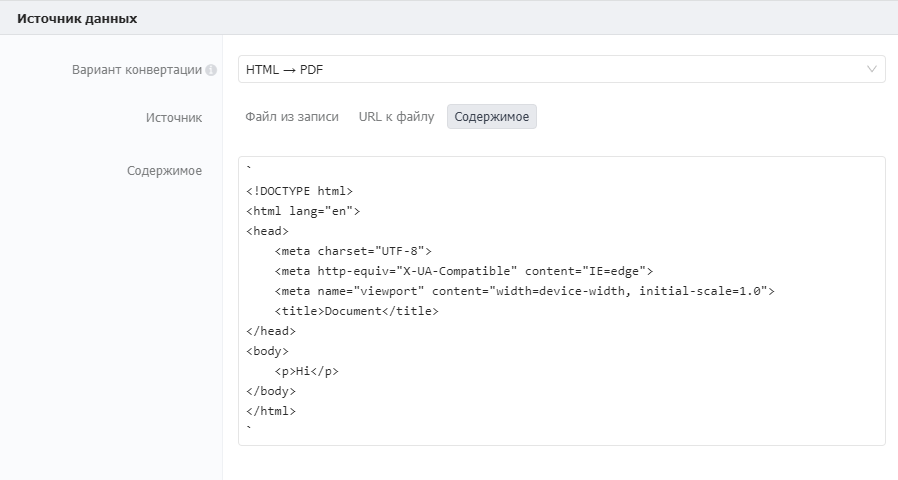 Источник данных
Вариант конвертации
HTML → PDF
Источник
Файл из записи URL к файлу Содержимое
Содержимое
`
<!DOCTYPE html>
<html lang="en">
<head>
    <meta charset="UTF-8">
    <meta http-equiv="X-UA-Compatible" content="IE=edge">
    <meta name="viewport" content="width=device-width, initial-scale=1.0">
    <title>Document</title>
</head>
<body>
    <p>Hi</p>
</body>
</html>
`